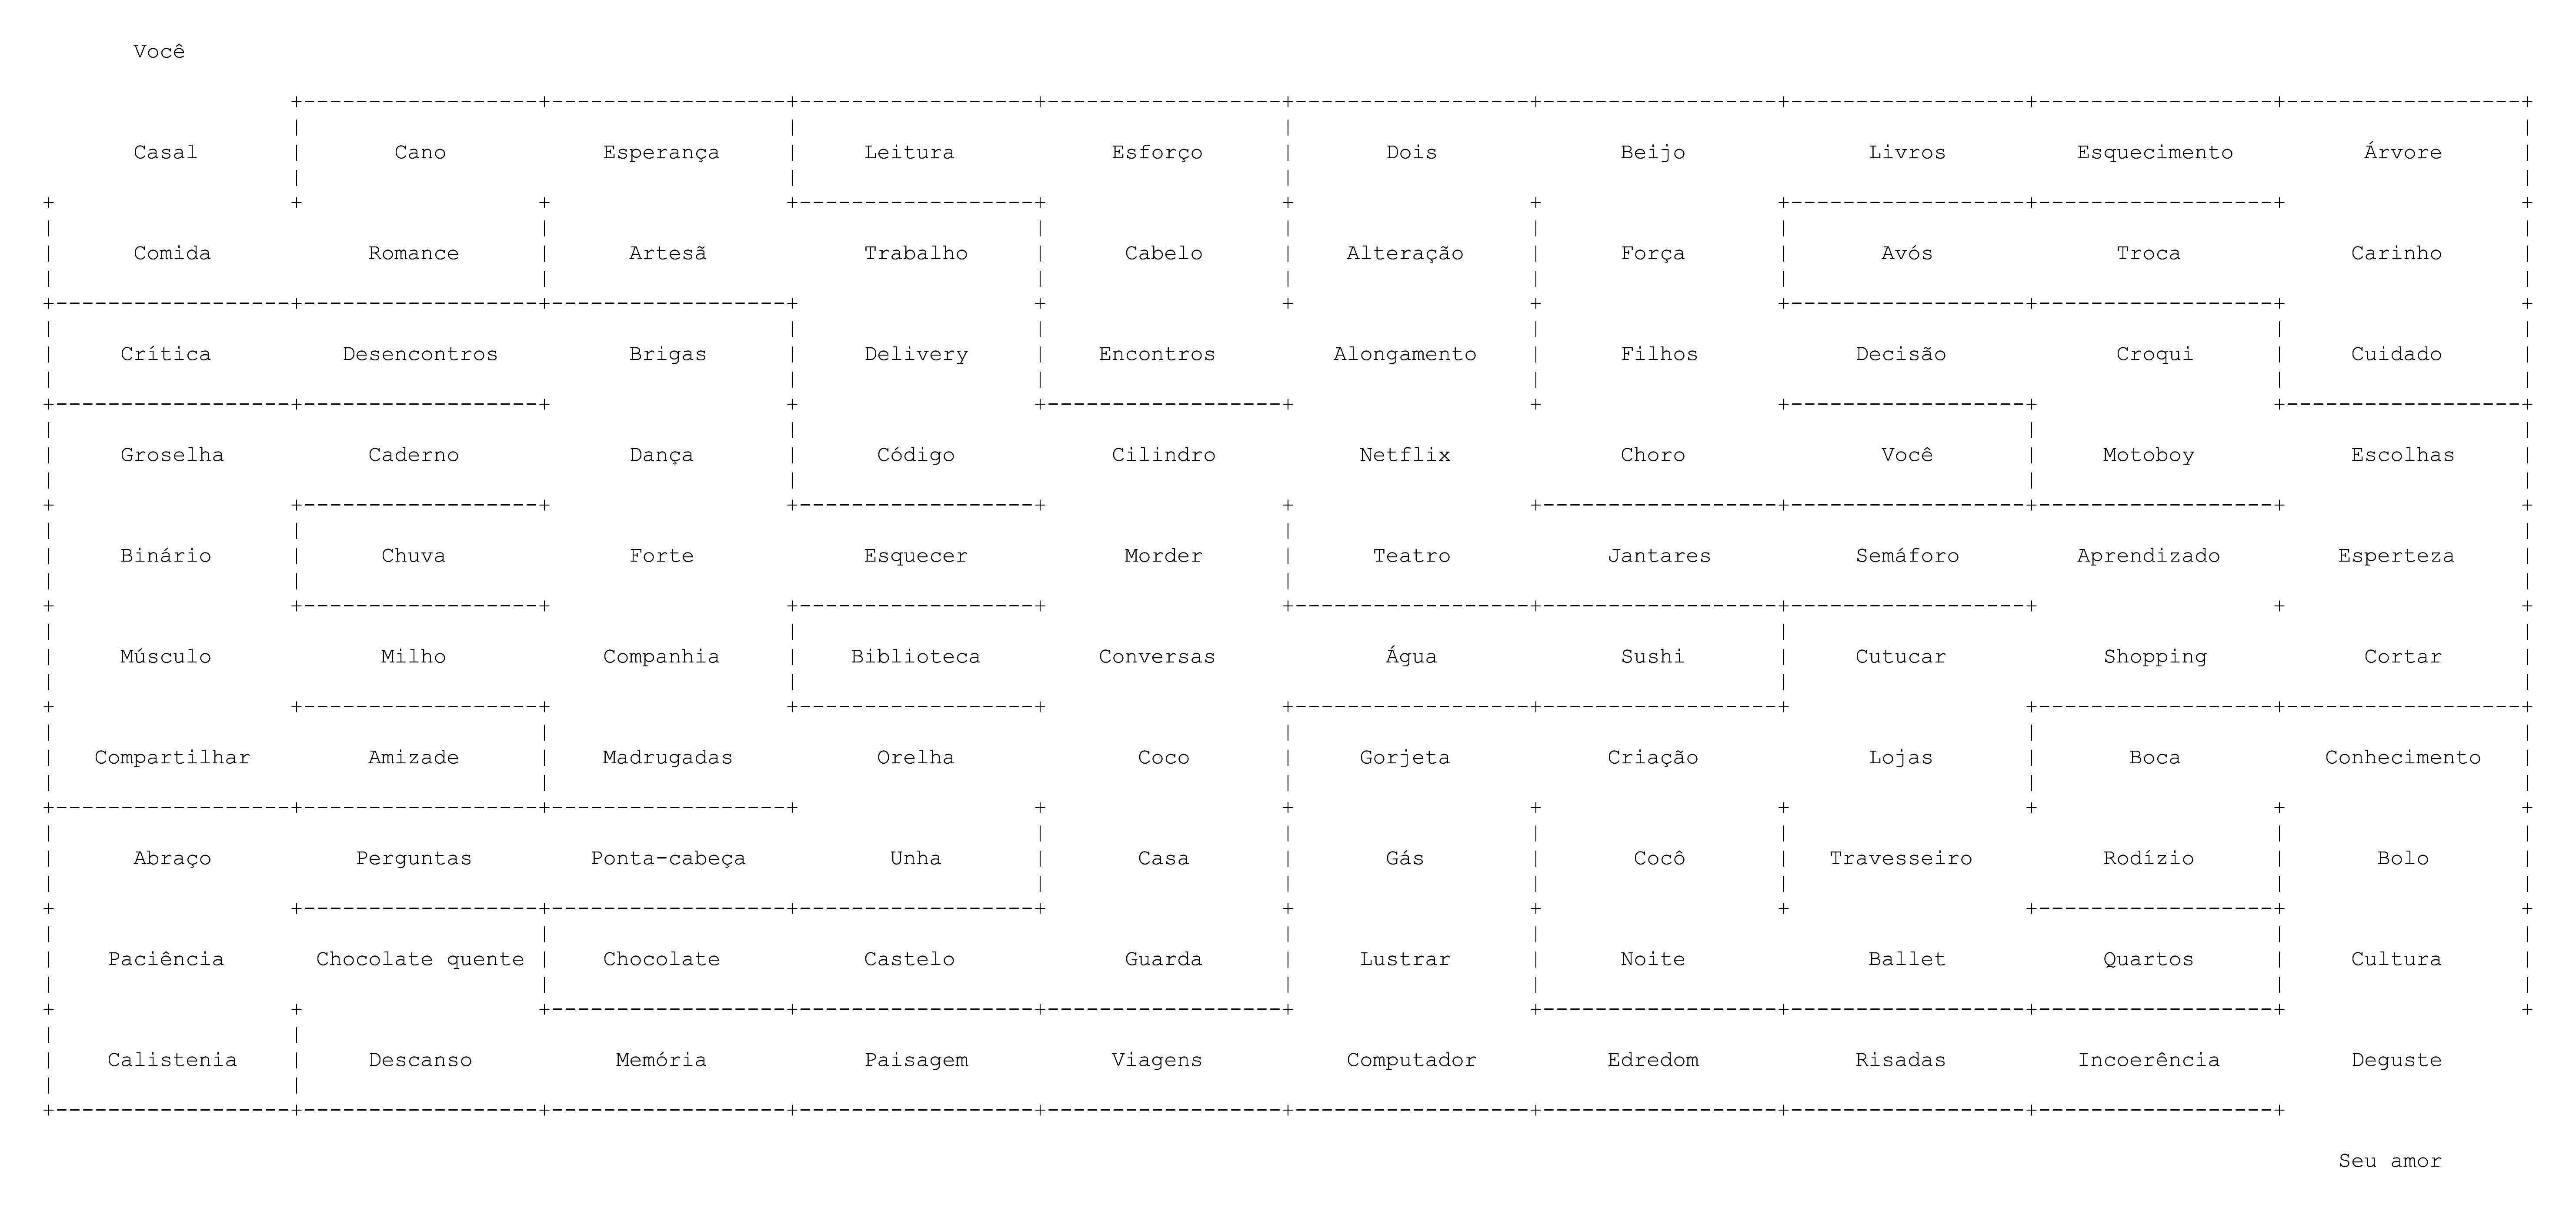 Você
Casal Cano Esperança Leitura Esforço Dois Beijo Livros Esquecimento Árvore
Comida Romance Artesã Trabalho Cabelo Alteração Força Avós Troca Carinho
Crítica Desencontros Brigas Delivery Encontros Alongamento Filhos Decisão Croqui Cuidado
Groselha Caderno Dança Código Cilindro Netflix Choro Você Motoboy Escolhas
Binário Chuva Forte Esquecer Morder Teatro Jantares Semáforo Aprendizado Esperteza
Músculo Milho Companhia Biblioteca Conversas Água Sushi Cutucar Shopping Cortar
Compartilhar Amizade Madrugadas Orelha Coco Gorjeta Criação Lojas Boca Conhecimento
Abraço Perguntas Ponta-cabeça Unha Casa Gás Cocô Travesseiro Rodízio Bolo
Paciência Chocolate quente Chocolate Castelo Guarda Lustrar Noite Ballet Quartos Cultura
Calistenia Descanso Memória Paisagem Viagens Computador Edredom Risadas Incoerência Deguste
Seu amor